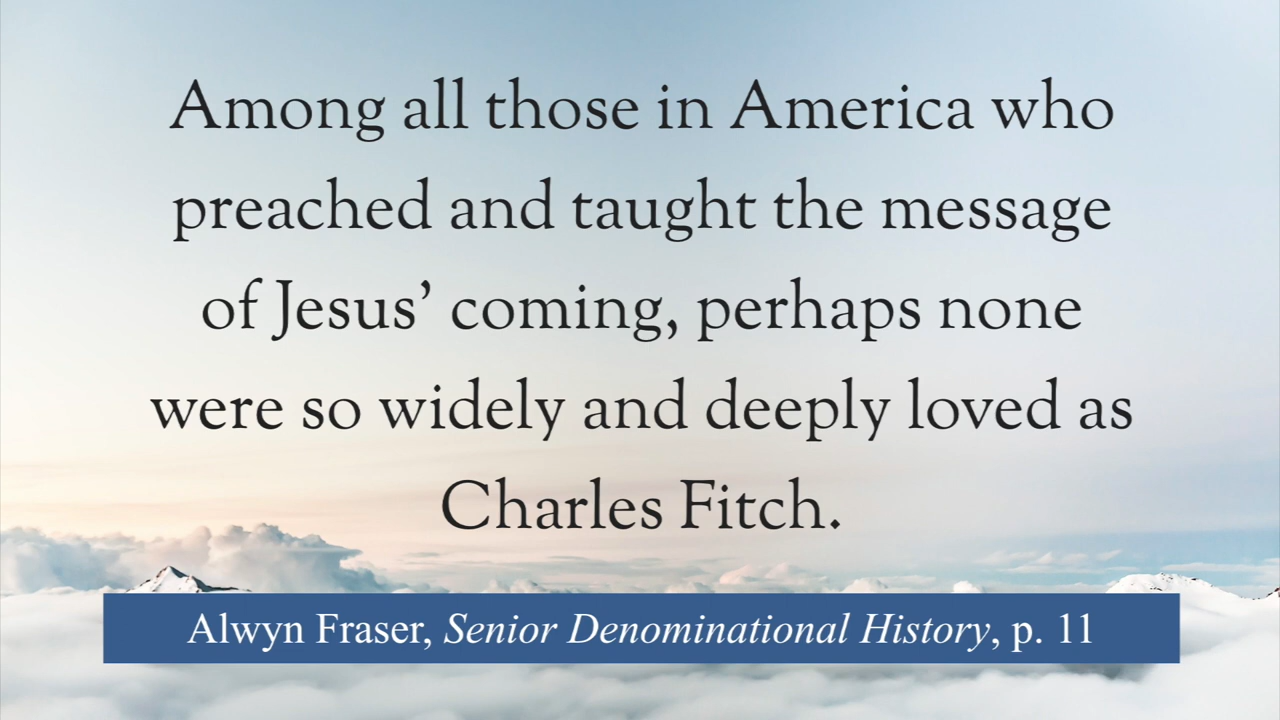 Among all those in America who
preached and taught the message
of Jesus’ coming, perhaps none
were so widely and deeply loved as
Charles Fitch.
Alwyn Fraser, Senior Denominational History, p. 11